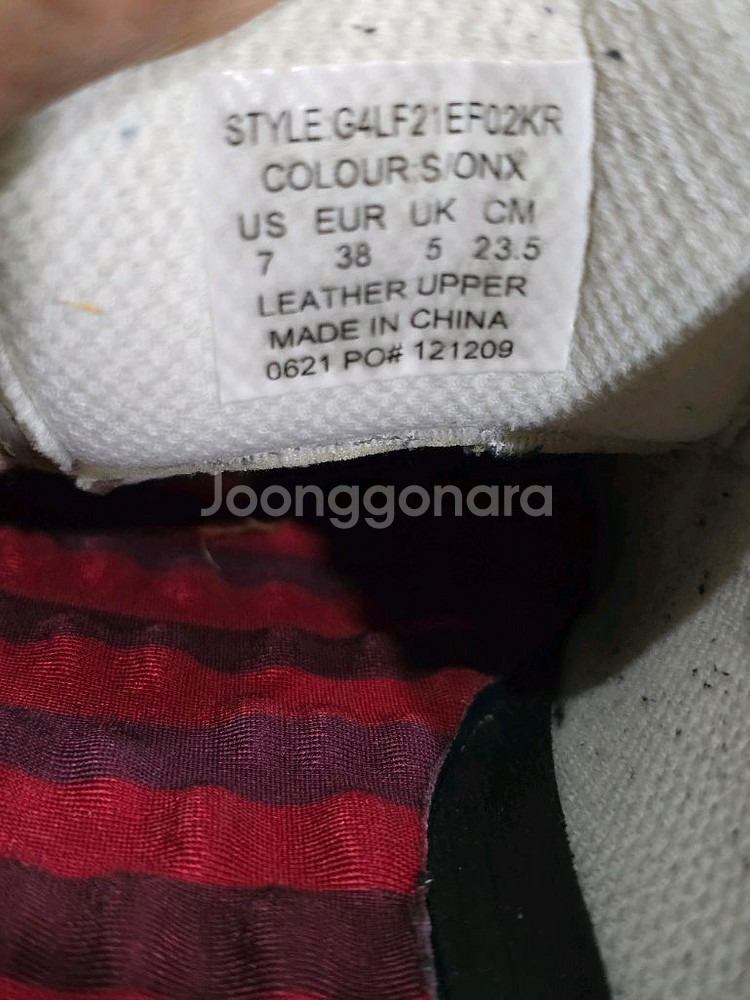 STYLE:G4LF21EF02KR
COLOUR:S/ONX
US EUR UK CM
7 38 5 23.5
LEATHER UPPER
MADE IN CHINA
0621 PO# 121209
Joonggonara